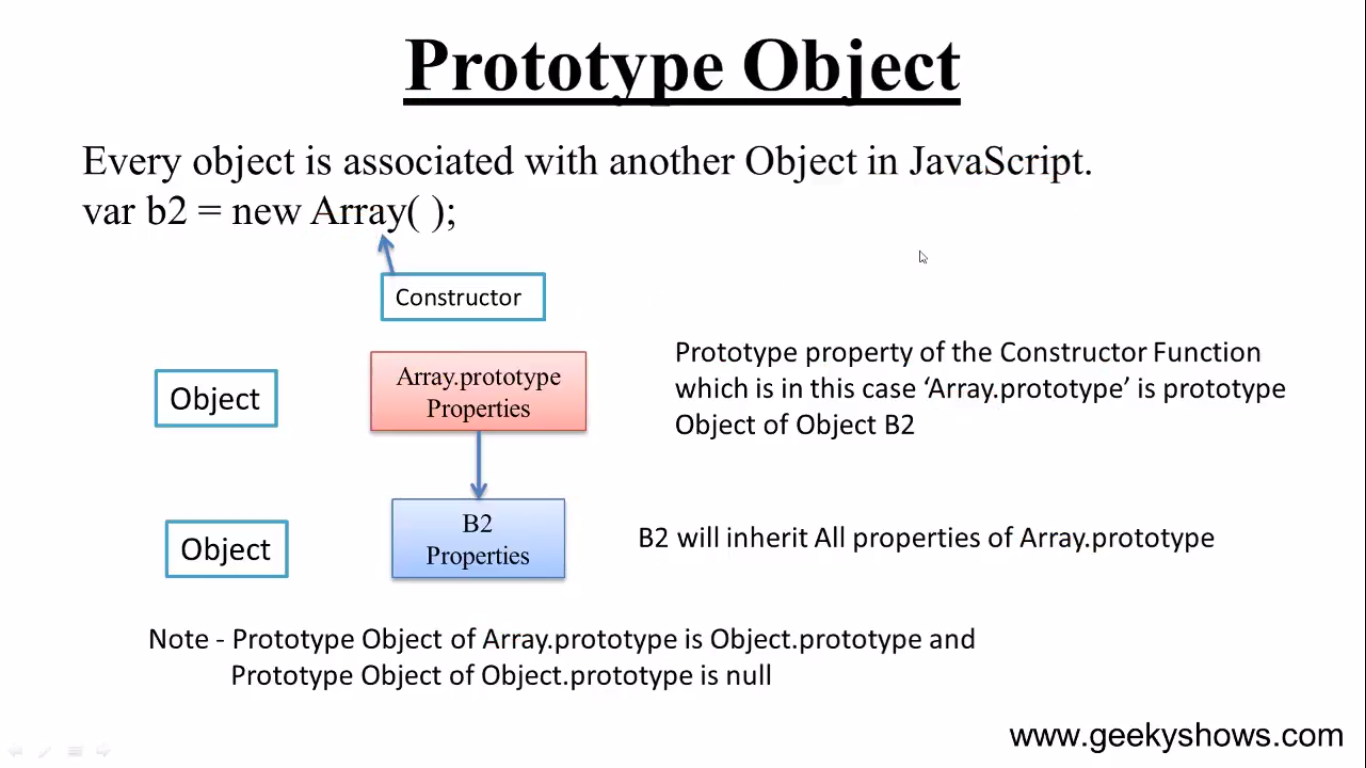 Prototype Object
Every object is associated with another Object in JavaScript.
var b2 = new Array( );
Constructor
Object
Array.prototype
Properties
Prototype property of the Constructor Function
which is in this case ‘Array.prototype’ is prototype
Object of Object B2
Object
B2
Properties
B2 will inherit All properties of Array.prototype
Note - Prototype Object of Array.prototype is Object.prototype and
Prototype Object of Object.prototype is null
www.geekyshows.com